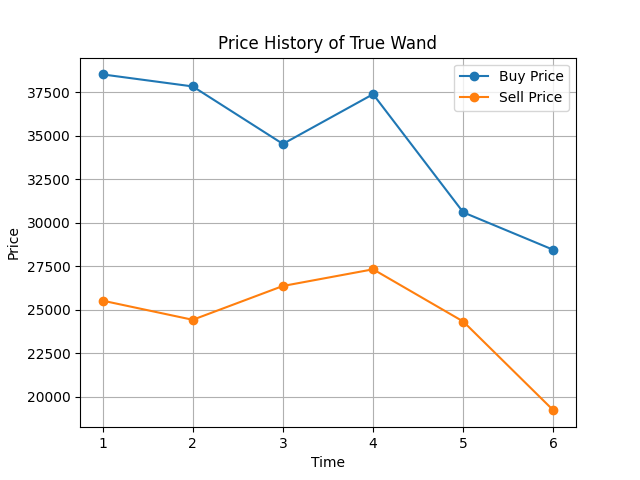 Price History of True Wand
Buy Price
Sell Price
Price
37500
35000
32500
30000
27500
25000
22500
20000
1 2 3 4 5 6
Time